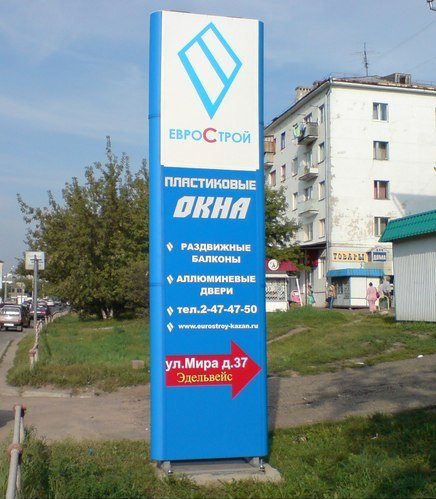 ЕВРОСТРОЙ
ПЛАСТИКОВЫЕ
ОКНА
РАЗДВИЖНЫЕ
БАЛКОНЫ
АЛЛЮМИНЕВЫЕ
ДВЕРИ
тел.2-47-47-50
www.eurostroy-kazan.ru
ул.Мира д.37
Эдельвейс
ТОВАРЫ